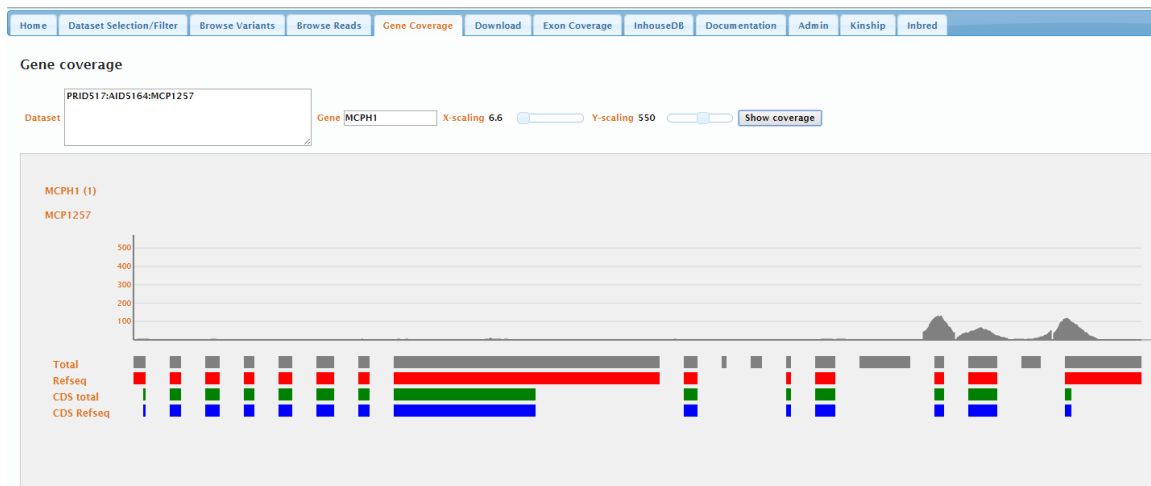 Home Dataset Selection/Filter Browse Variants Browse Reads Gene Coverage Download Exon Coverage InhouseDB Documentation Admin Kinship Inbred
Gene coverage
PRID517:AID5164:MCP1257
Dataset Gene MCPH1 X-scaling 6.6 Y-scaling 550 Show coverage
MCPH1 (1)
MCP1257
500
400
300
200
100
Total
Refseq
CDS total
CDS Refseq